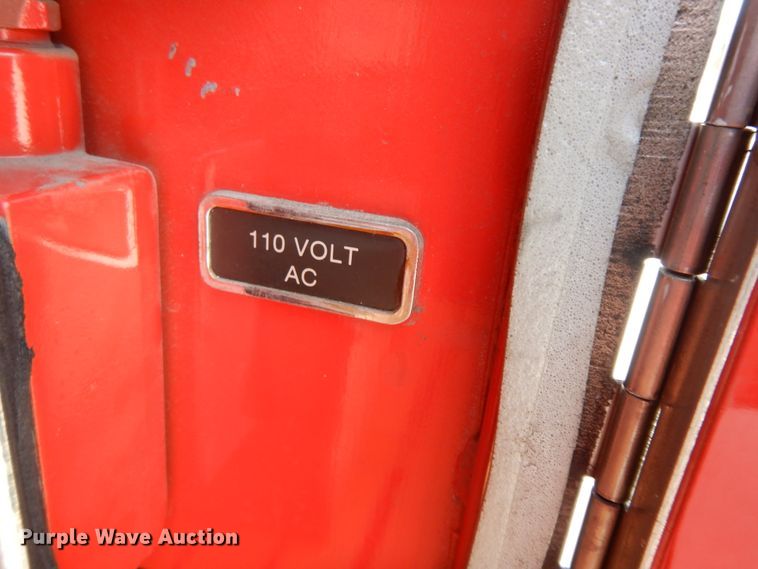 110 VOLT
AC
Purple Wave Auction